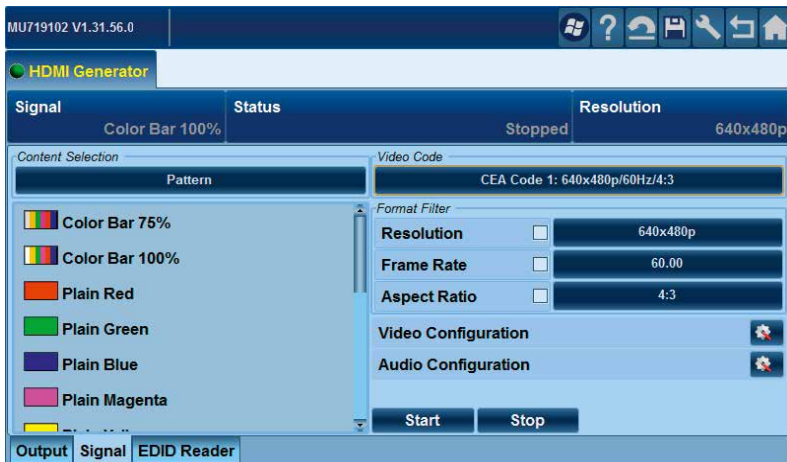 MU719102 V1.31.56.0
?
HDMI Generator
Signal
Color Bar 100%
Status
Stopped
Resolution
640x480p
Content Selection
Pattern
Video Code
CEA Code 1: 640x480p/60Hz/4:3
Color Bar 75%
Color Bar 100%
Plain Red
Plain Green
Plain Blue
Plain Magenta
Format Filter
Resolution
640x480p
Frame Rate
60.00
Aspect Ratio
4:3
Video Configuration
Audio Configuration
Start
Stop
Output
Signal
EDID Reader